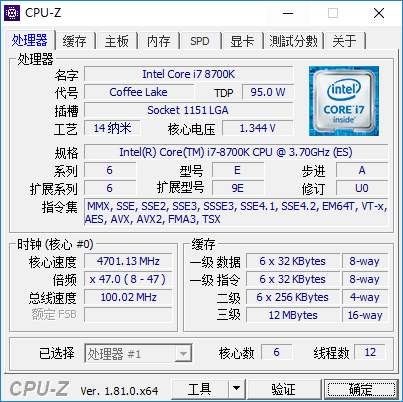 CPU-Z
处理器 缓存 主板 内存 SPD 显卡 測試分數 关于
处理器
名字 Intel Core i7 8700K
代号 Coffee Lake TDP 95.0 W
插槽 Socket 1151 LGA
工艺 14 纳米 核心电压 1.344 V
intel
CORE i7
inside™
规格 Intel(R) Core(TM) i7-8700K CPU @ 3.70GHz (ES)
系列 6 型号 E 步进 A
扩展系列 6 扩展型号 9E 修订 U0
指令集 MMX, SSE, SSE2, SSE3, SSSE3, SSE4.1, SSE4.2, EM64T, VT-x,
AES, AVX, AVX2, FMA3, TSX
时钟 (核心 #0) 缓存
核心速度 4701.13 MHz 一级 数据 6 x 32 KBytes 8-way
倍频 x 47.0 ( 8 - 47 ) 一级 指令 6 x 32 KBytes 8-way
总线速度 100.02 MHz 二级 6 x 256 KBytes 4-way
额定 FSB 三级 12 MBytes 16-way
已选择 处理器 #1 核心数 6 线程数 12
CPU-Z Ver. 1.81.0.x64 工具 验证 确定